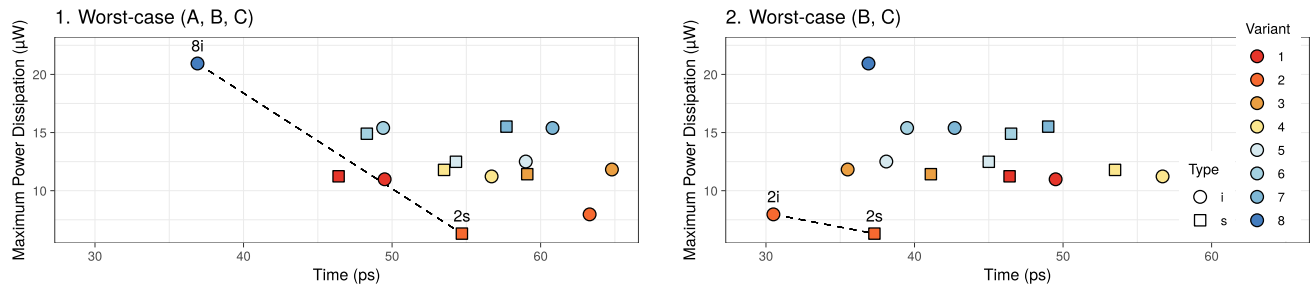 1. Worst-case (A, B, C)
Maximum Power Dissipation (µW)
20
15
10
8i
2s
30
40
50
60
Time (ps)
2. Worst-case (B, C)
Maximum Power Dissipation (µW)
20
15
10
2i
2s
30
40
50
60
Time (ps)
Type
i
s
Variant
1
2
3
4
5
6
7
8